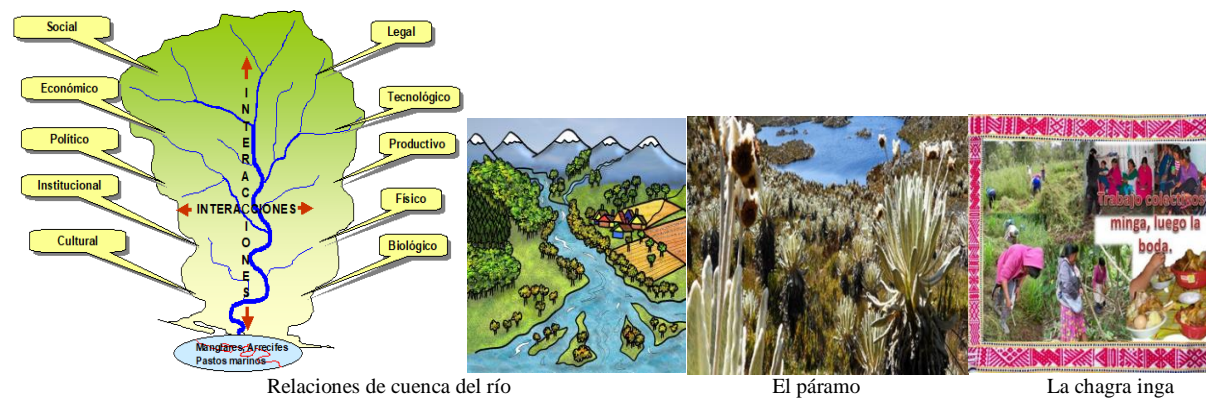 Social
Legal
Económico
Tecnológico
Político
Productivo
Institucional
Físico
Cultural
Biológico
INTERACCIONES
INTERACCIONES
Manglares, Arrecifes
Pastos marinos
Trabajo colectivos
minga, luego la
boda.
Relaciones de cuenca del río
El páramo
La chagra inga